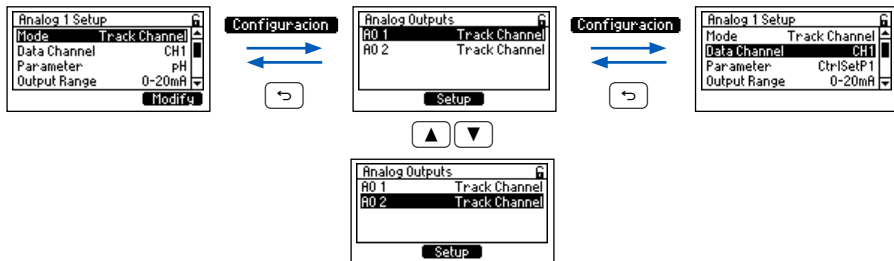 Analog 1 Setup
Mode Track Channel
Data Channel CH1
Parameter pH
Output Range 0-20mA
Modify
Configuracion
Analog Outputs
AO 1 Track Channel
AO 2 Track Channel
Setup
Configuracion
Analog 1 Setup
Mode Track Channel
Data Channel CH1
Parameter CtrlSetP1
Output Range 0-20mA
Analog Outputs
AO 1 Track Channel
AO 2 Track Channel
Setup